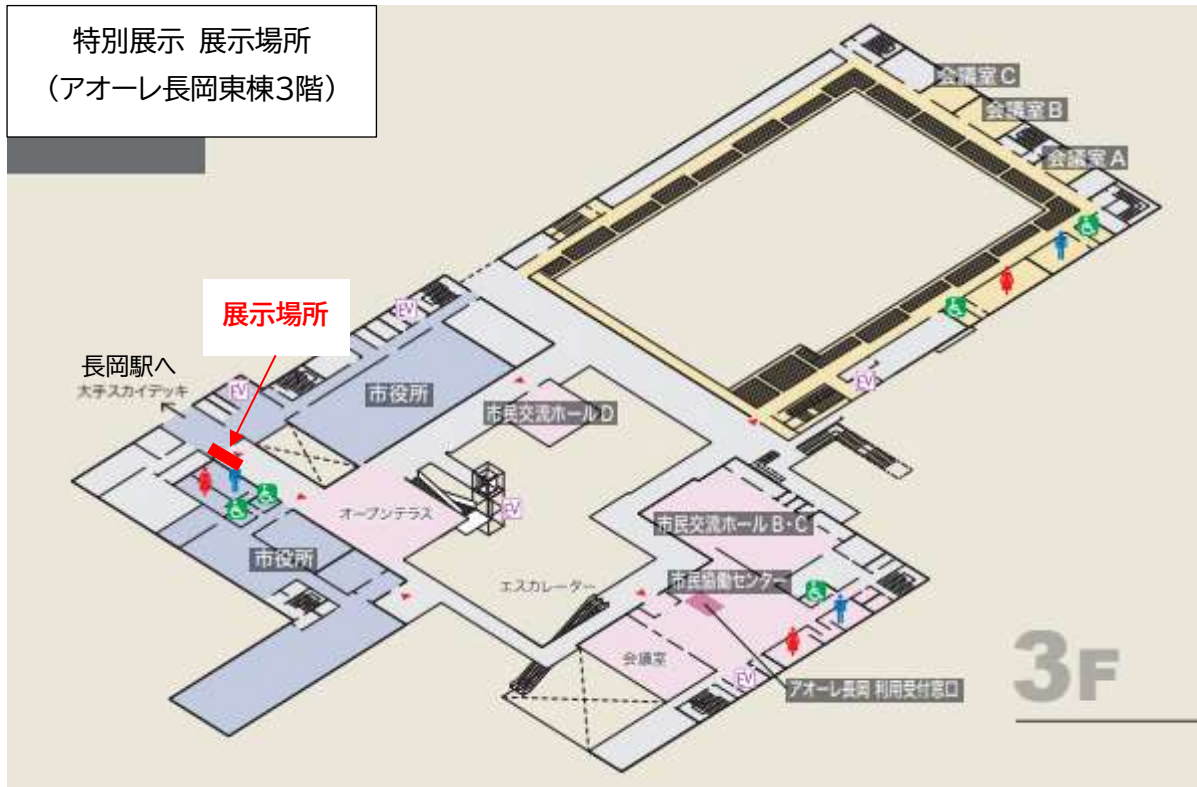 特別展示 展示場所
（アオーレ長岡東棟３階）
会議室 C
会議室 B
会議室 A
EV
展示場所
長岡駅へ
大手スカイデッキ
EV
市役所
EV
市民交流ホール D
オープンテラス
EV
市民交流ホール B・C
市役所
エスカレーター
市民協働センター
会議室
EV
アオーレ長岡 利用受付窓口
3F